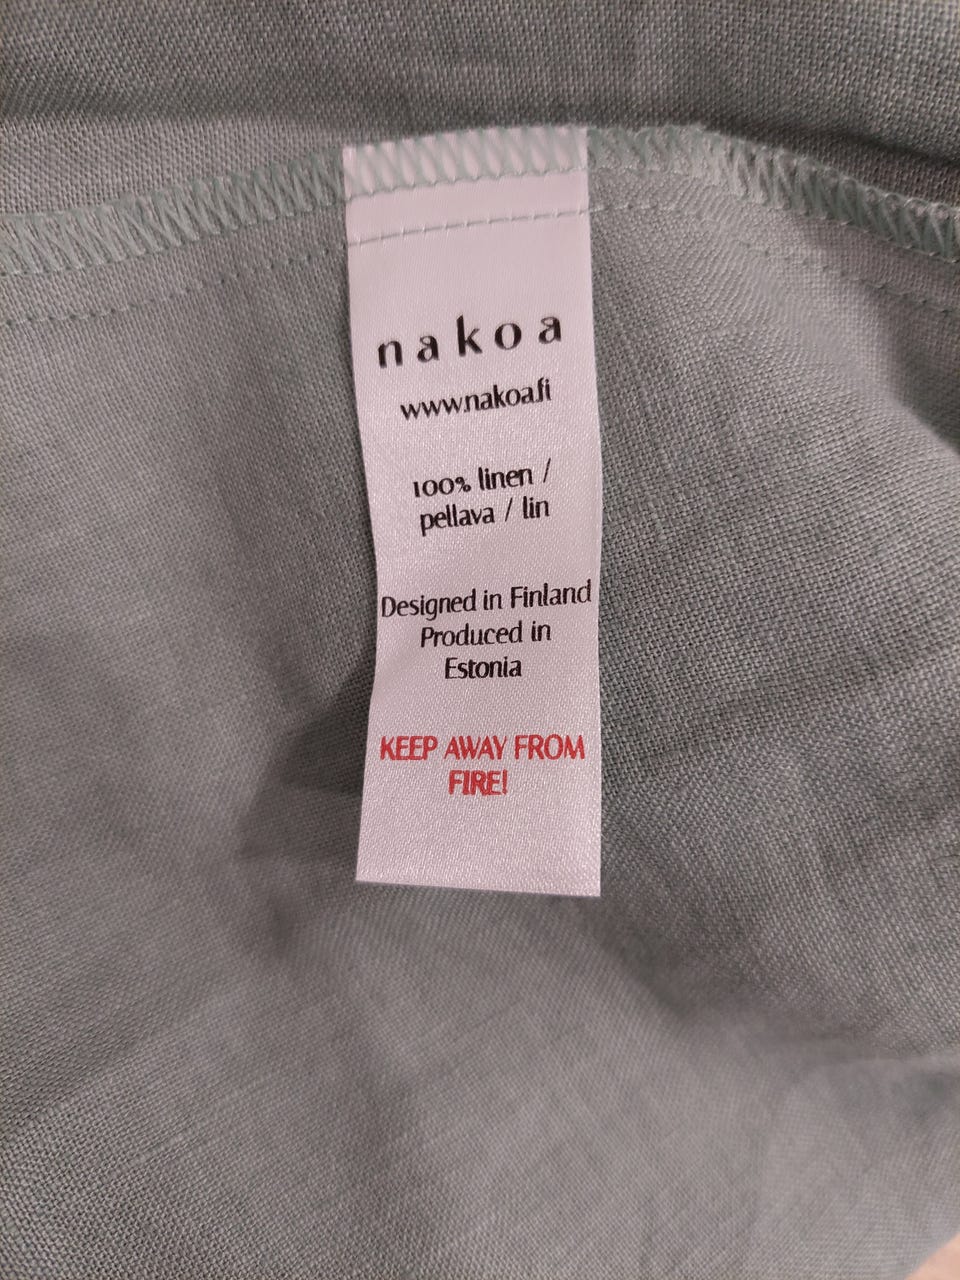 nakoa
www.nakoa.fi
100% linen /
pellava / lin
Designed in Finland
Produced in
Estonia
KEEP AWAY FROM
FIRE!